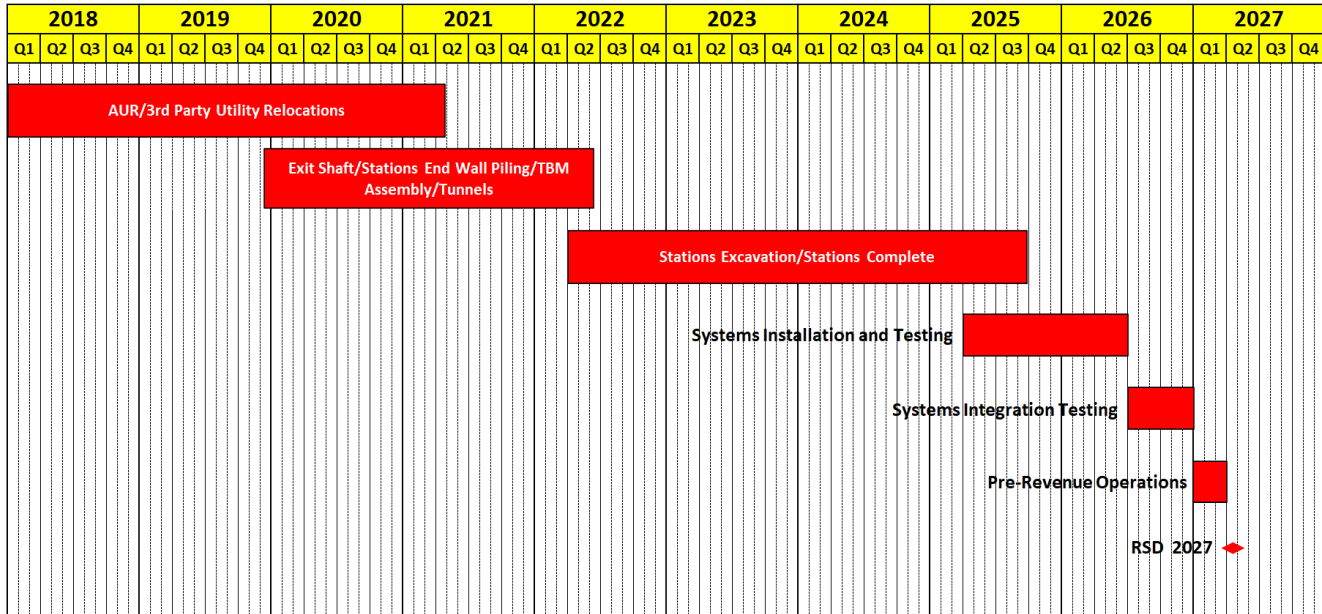 2018 2019 2020 2021 2022 2023 2024 2025 2026 2027
Q1 Q2 Q3 Q4 Q1 Q2 Q3 Q4 Q1 Q2 Q3 Q4 Q1 Q2 Q3 Q4 Q1 Q2 Q3 Q4 Q1 Q2 Q3 Q4 Q1 Q2 Q3 Q4 Q1 Q2 Q3 Q4 Q1 Q2 Q3 Q4 Q1 Q2 Q3 Q4
AUR/3rd Party Utility Relocations
Exit Shaft/Stations End Wall Piling/TBM
Assembly/Tunnels
Stations Excavation/Stations Complete
Systems Installation and Testing
Systems Integration Testing
Pre-Revenue Operations
RSD 2027